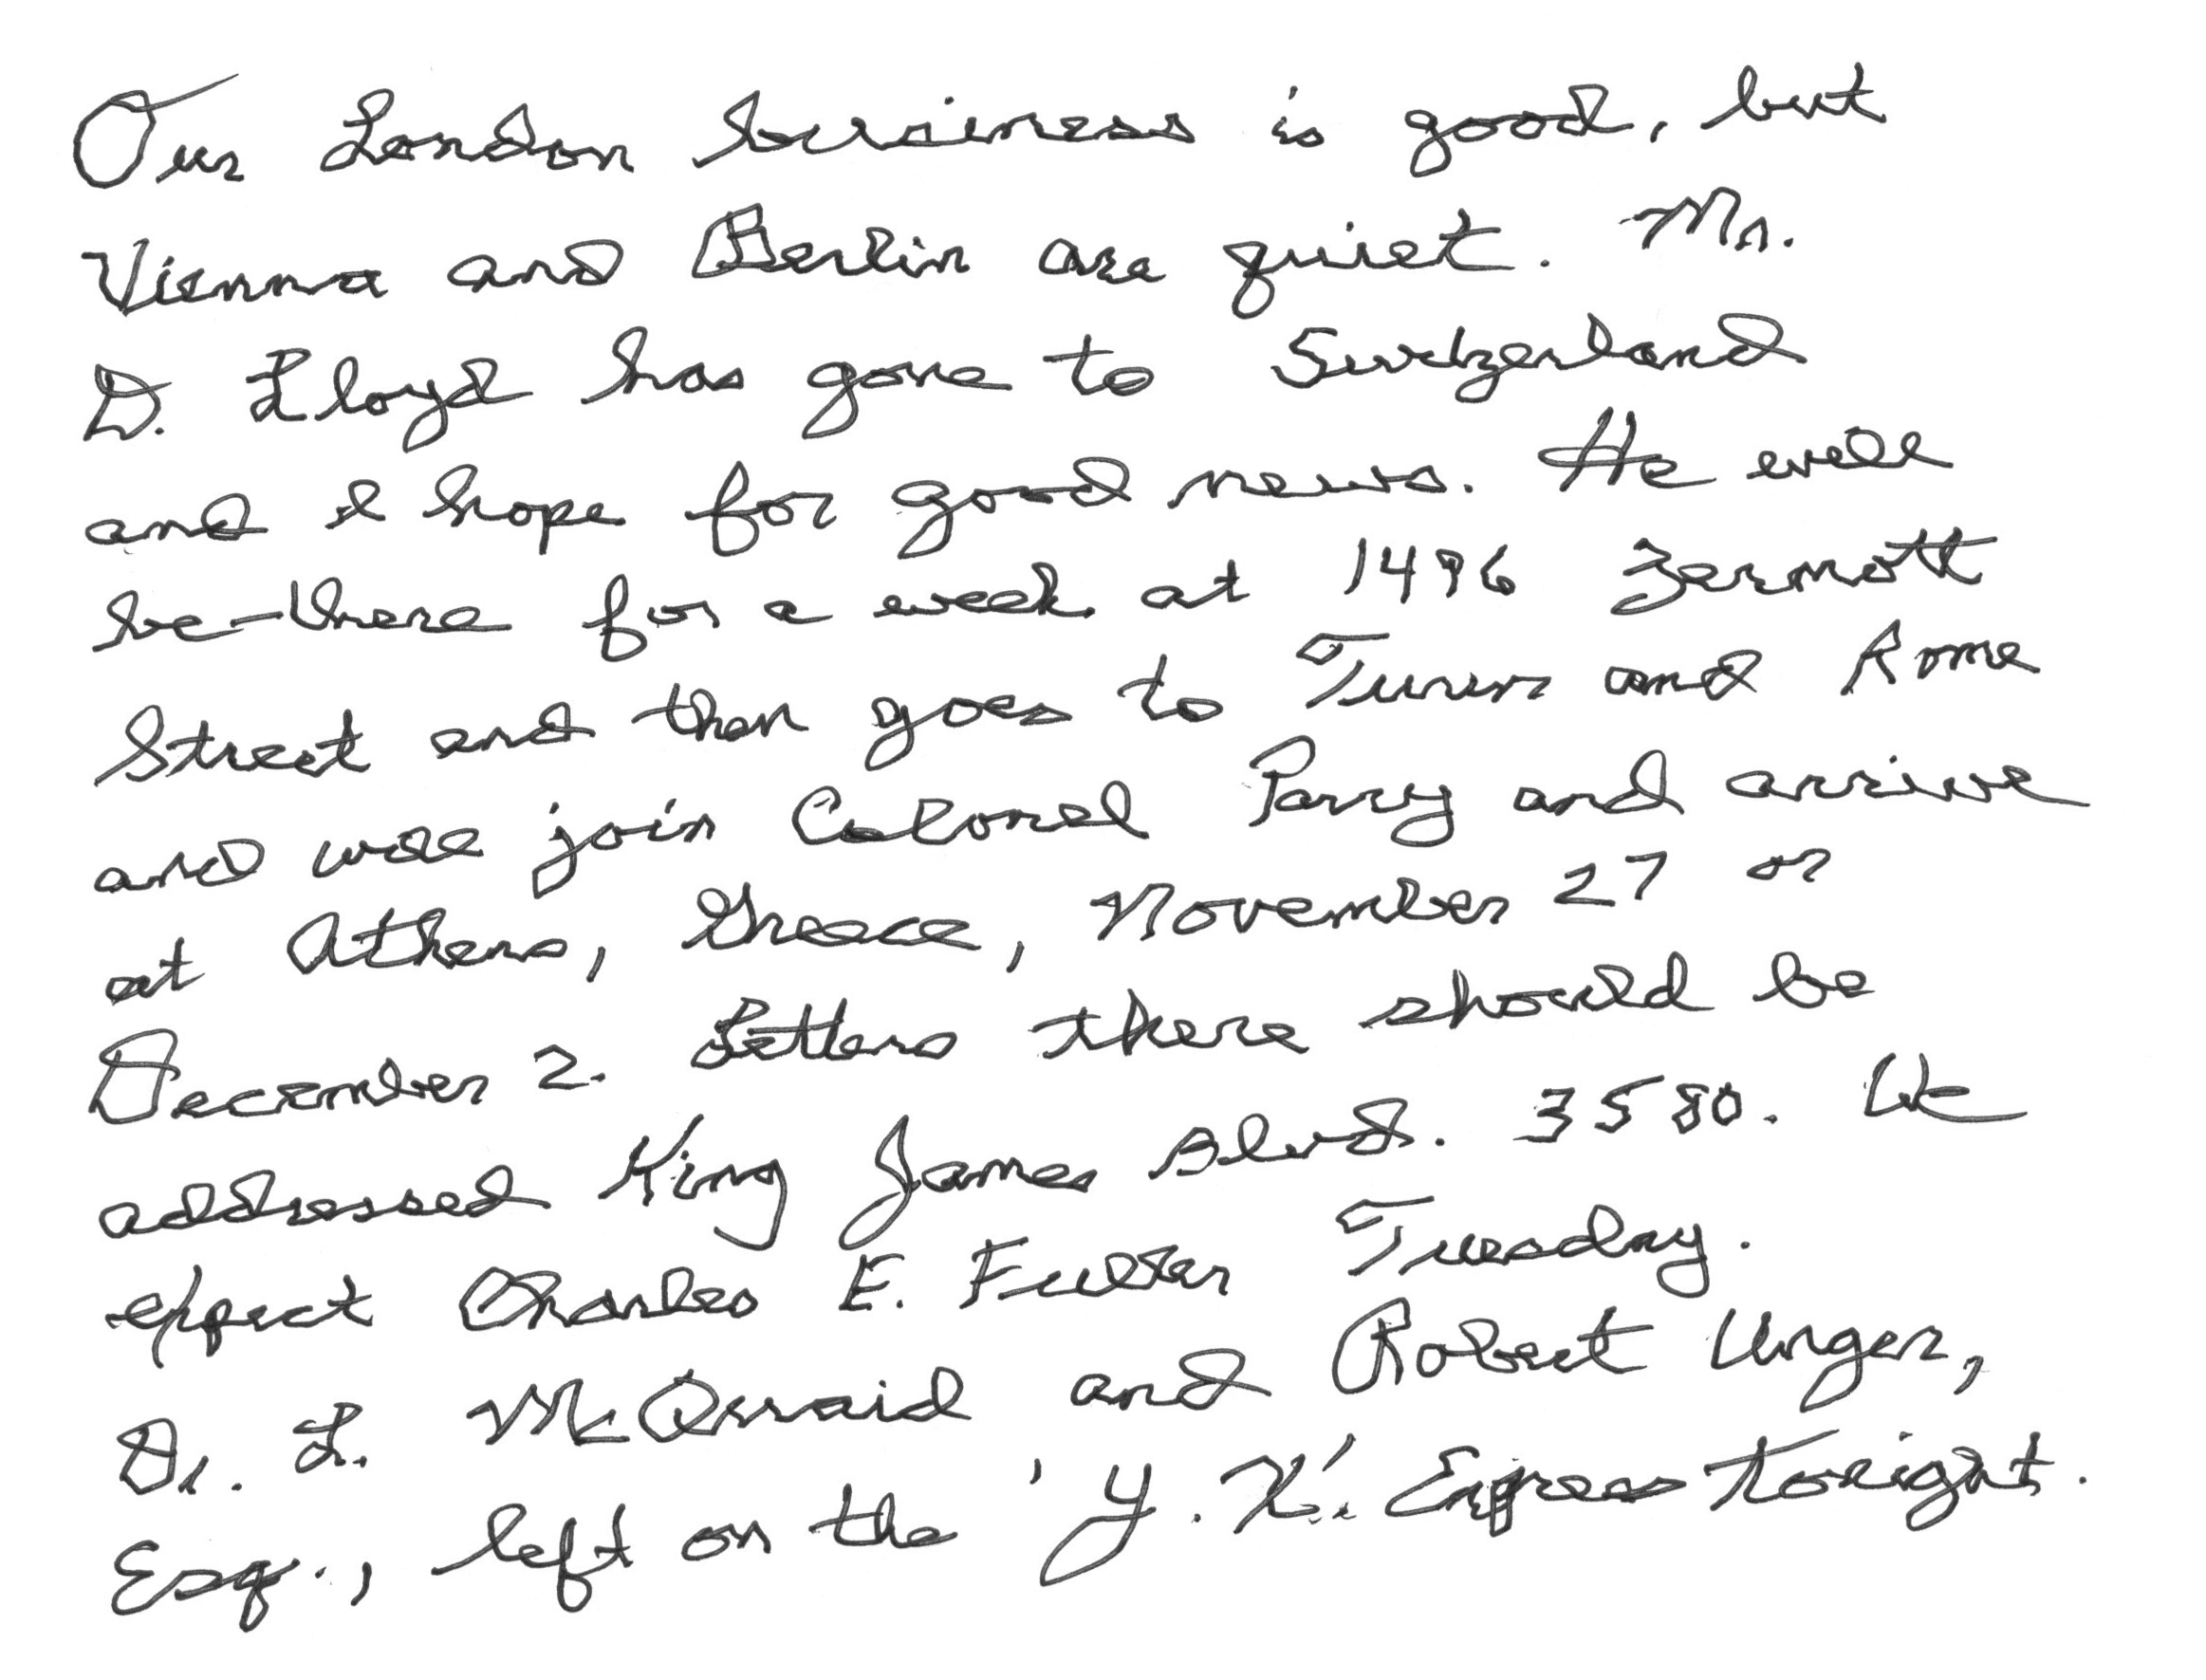 Our London business is good, but
Vienna and Berlin are quiet. Mr.
D. Lloyd has gone to Switzerland
and I hope for good news. He will
be there for a week at 1496 Zermott
Street and then goes to Turin and Rome
and will join Colonel Parry and arrive
at Athens, Greece, November 27 or
December 2. Letters there should be
addressed King James Blvd. 3580. We
expect Charles E. Fuller Tuesday.
Dr. L. McQuaid and Robert Unger,
Esq., left on the 'Y. X.' Express tonight.